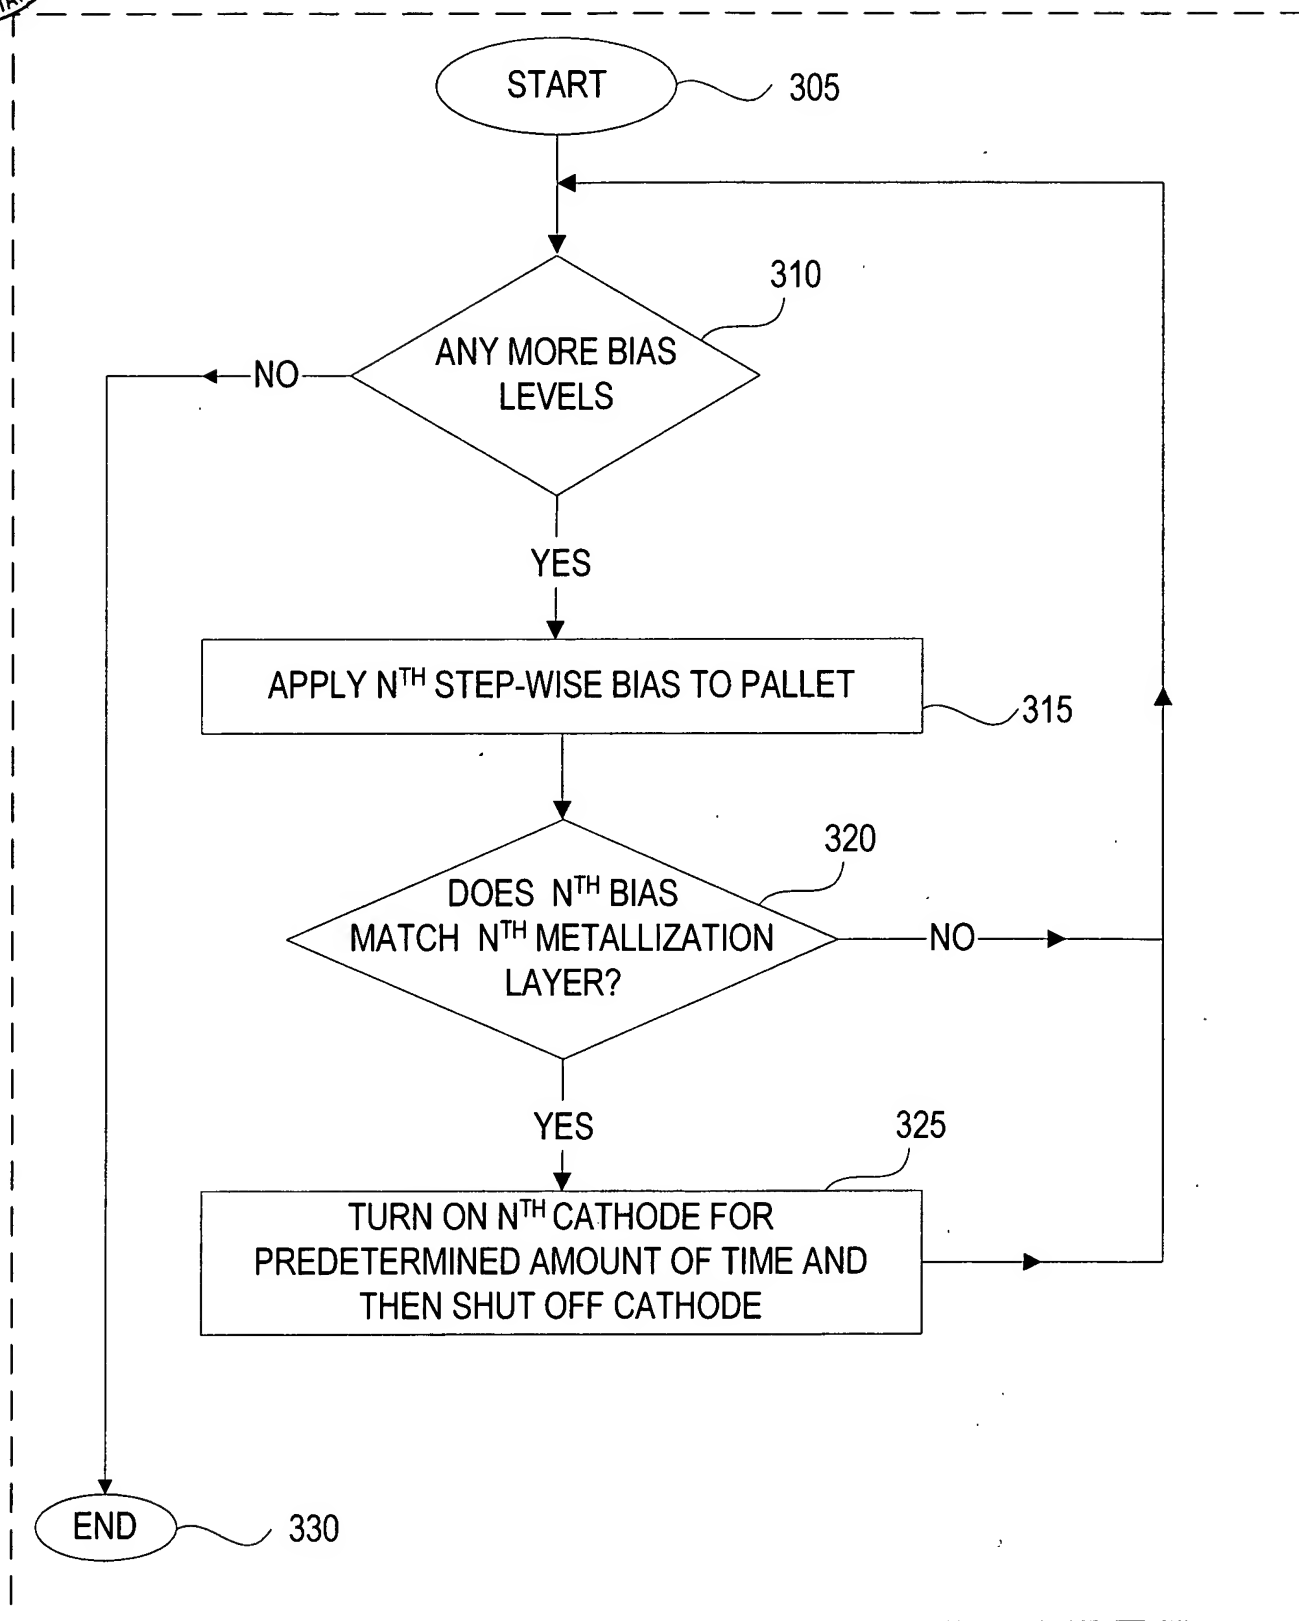 START
305
310
ANY MORE BIAS
LEVELS
NO
YES
APPLY Nᵀᴴ STEP-WISE BIAS TO PALLET
315
320
DOES Nᵀᴴ BIAS
MATCH Nᵀᴴ METALLIZATION
LAYER?
NO
YES
325
TURN ON Nᵀᴴ CATHODE FOR
PREDETERMINED AMOUNT OF TIME AND
THEN SHUT OFF CATHODE
END
330